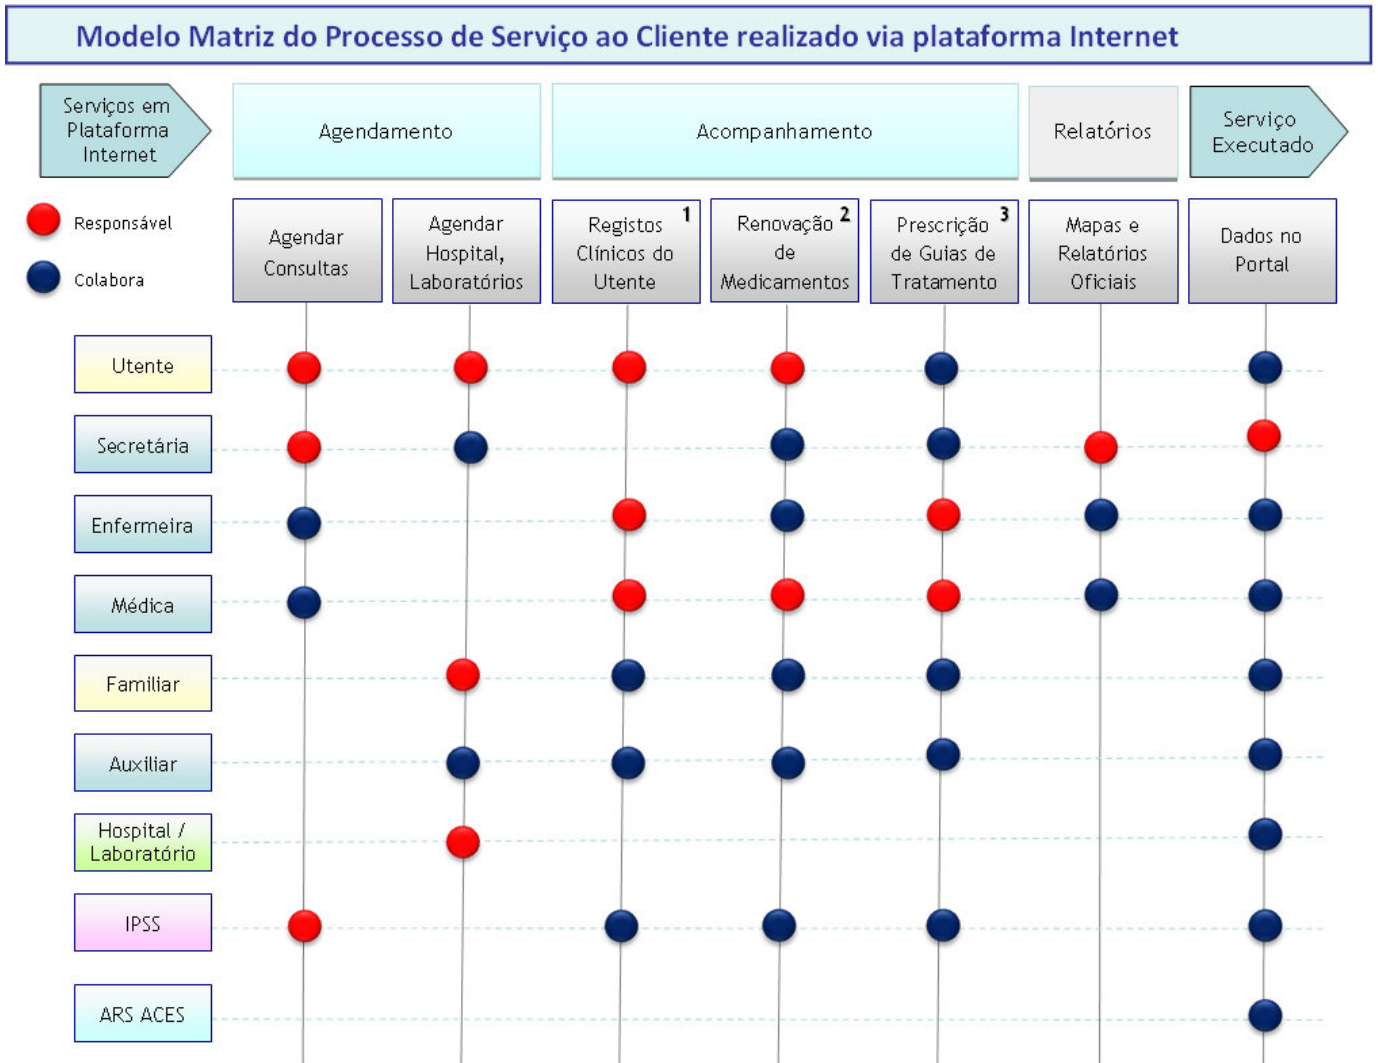 Modelo Matriz do Processo de Serviço ao Cliente realizado via plataforma Internet
Serviços em
Plataforma
Internet
Agendamento
Acompanhamento
Relatórios
Serviço
Executado
Responsável
Colabora
Agendar
Consultas
Agendar
Hospital,
Laboratórios
Registos 1
Clínicos do
Utente
Renovação 2
de
Medicamentos
Prescrição 3
de Guias de
Tratamento
Mapas e
Relatórios
Oficiais
Dados no
Portal
Utente
Secretária
Enfermeira
Médica
Familiar
Auxiliar
Hospital /
Laboratório
IPSS
ARS ACES